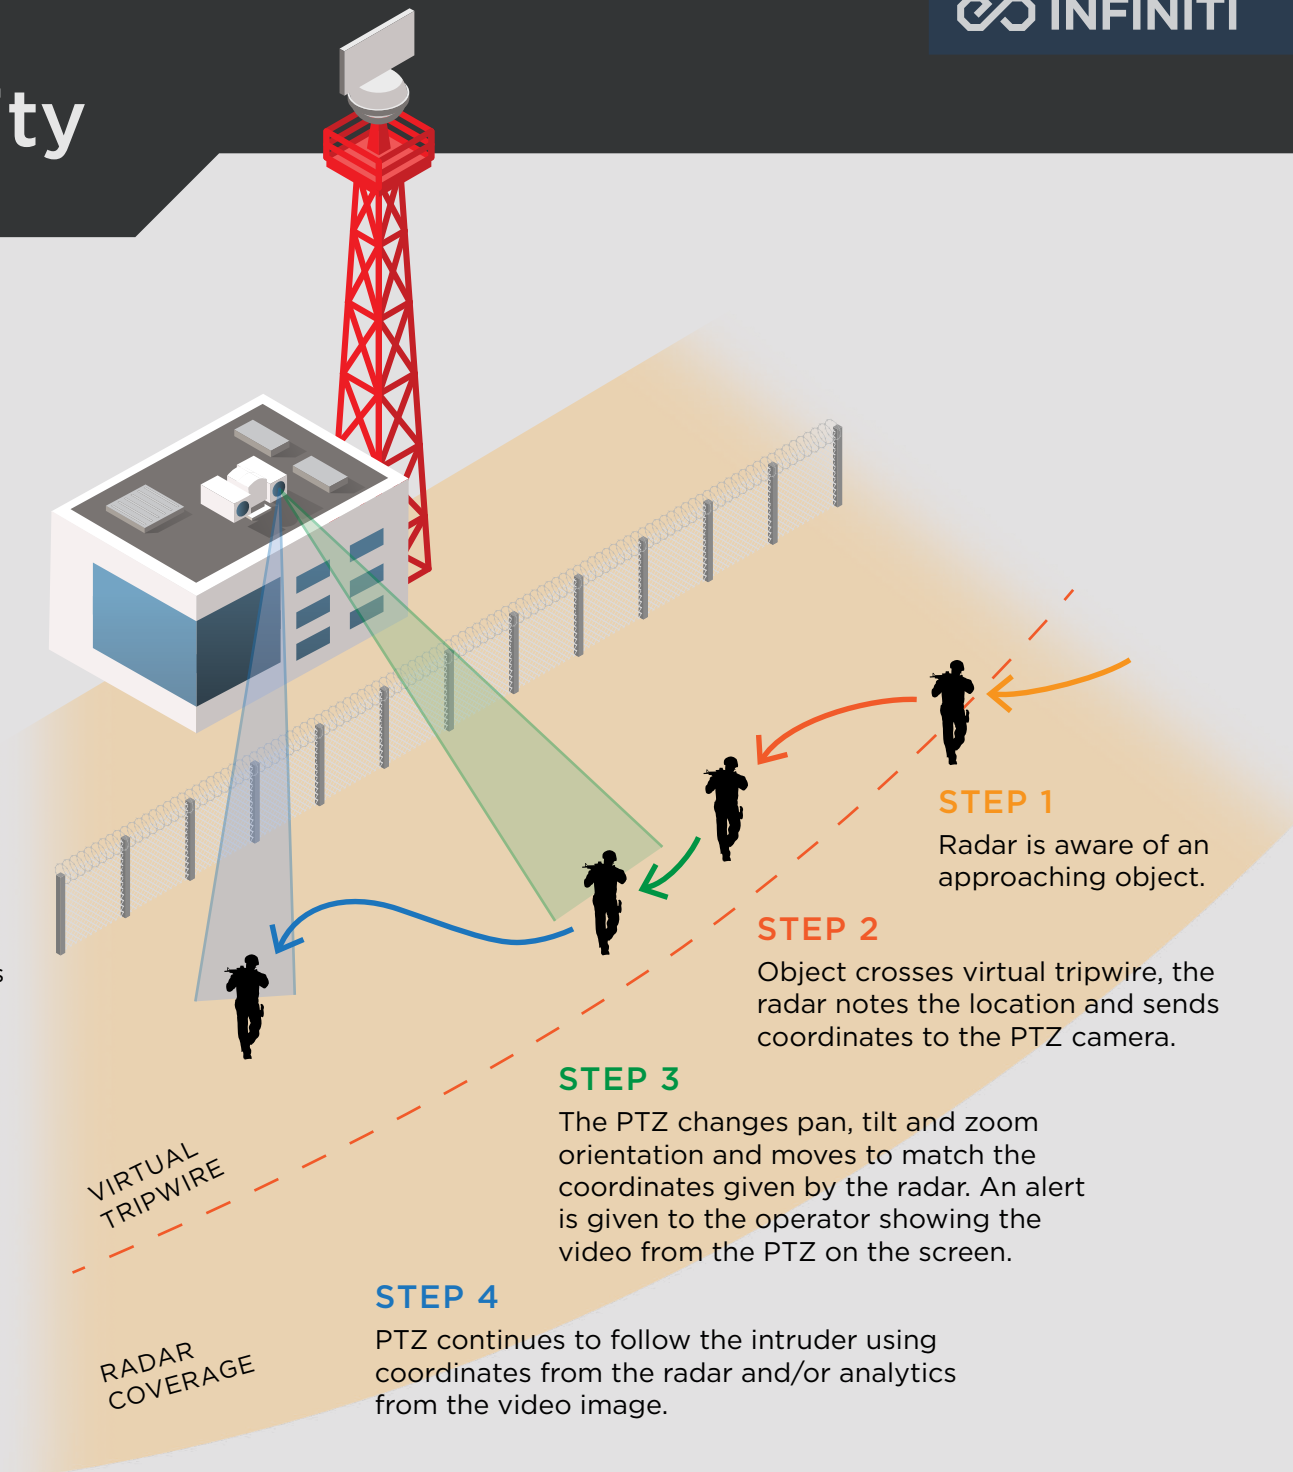 INFINITI
ity
STEP 1
Radar is aware of an
approaching object.
STEP 2
Object crosses virtual tripwire, the
radar notes the location and sends
coordinates to the PTZ camera.
s
STEP 3
The PTZ changes pan, tilt and zoom
orientation and moves to match the
coordinates given by the radar. An alert
is given to the operator showing the
video from the PTZ on the screen.
VIRTUAL
TRIPWIRE
STEP 4
PTZ continues to follow the intruder using
coordinates from the radar and/or analytics
from the video image.
RADAR
COVERAGE